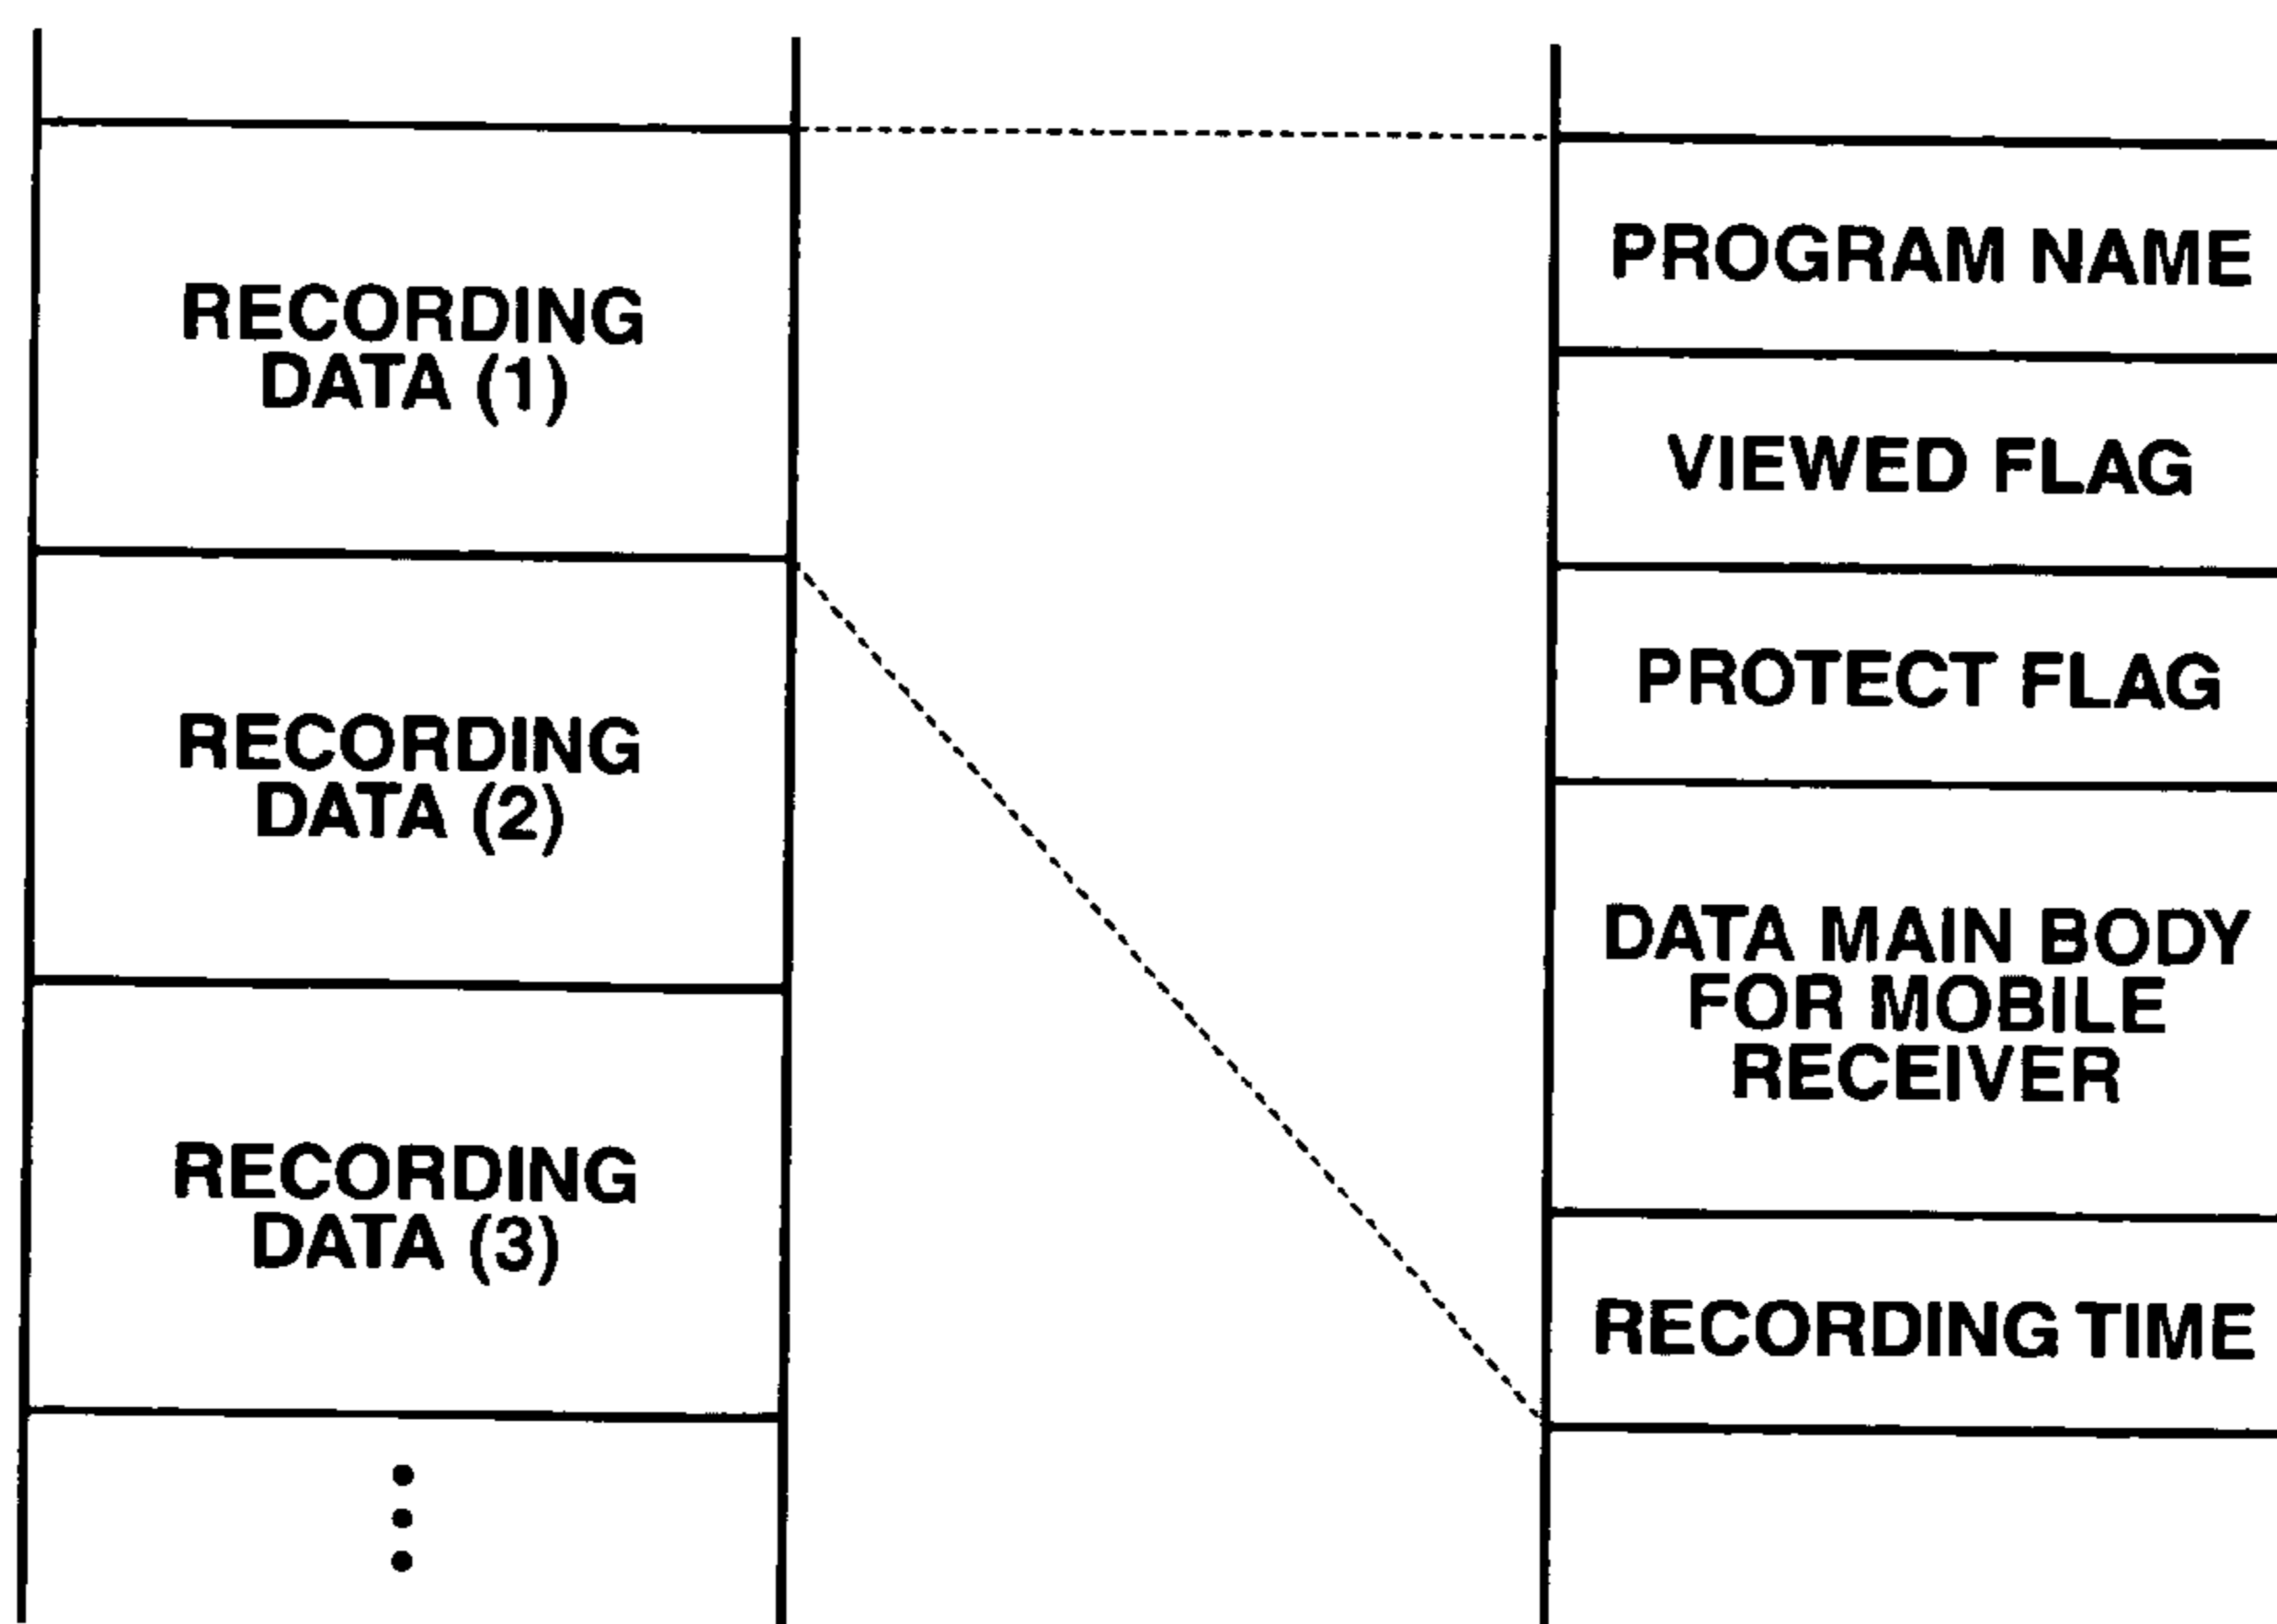 RECORDING
DATA (1)
RECORDING
DATA (2)
RECORDING
DATA (3)
PROGRAM NAME
VIEWED FLAG
PROTECT FLAG
DATA MAIN BODY
FOR MOBILE
RECEIVER
RECORDING TIME